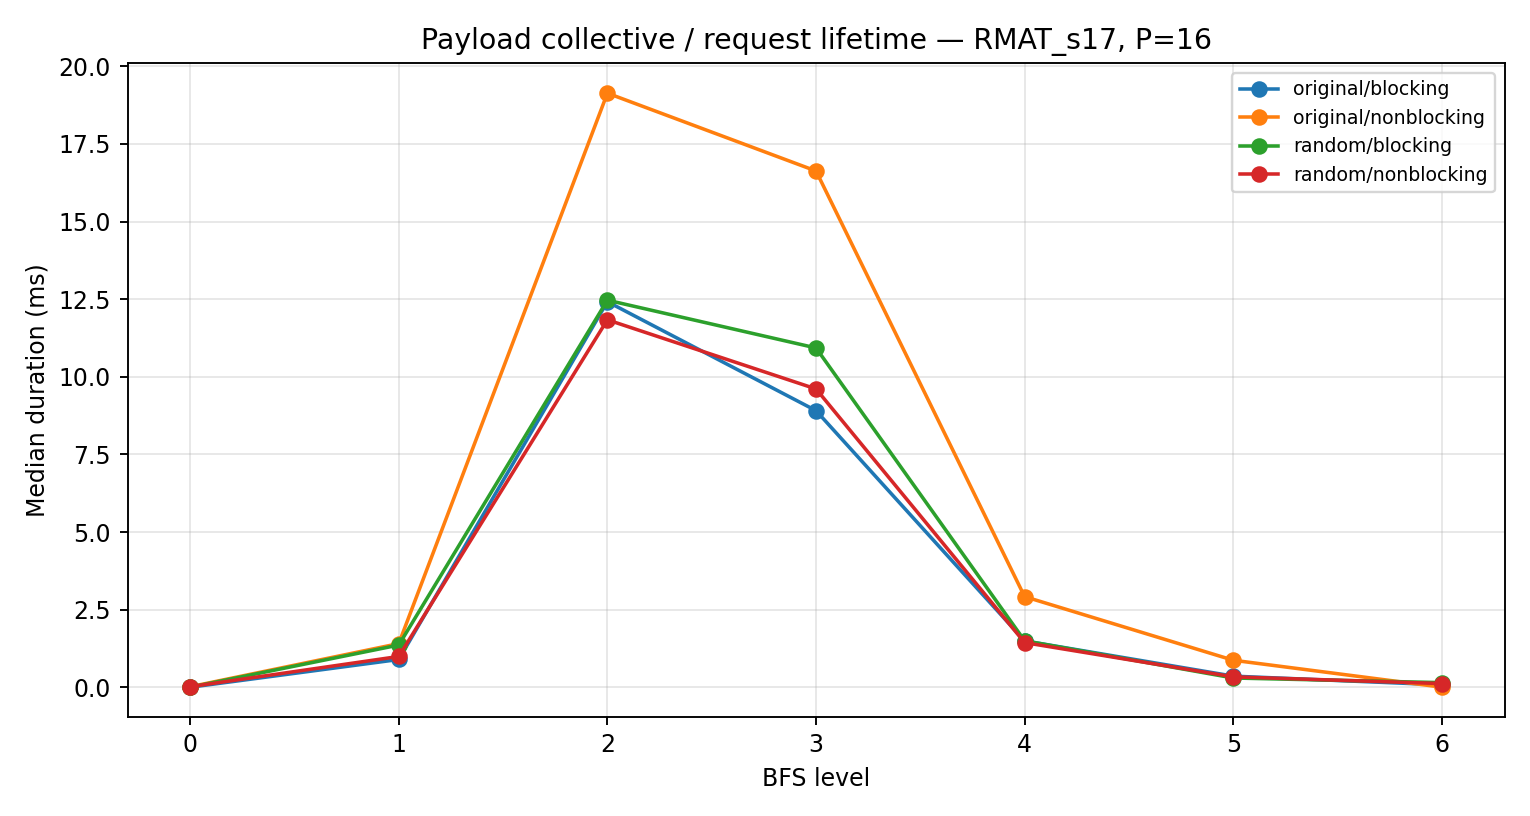 Payload collective / request lifetime — RMAT_s17, P=16
20.0
17.5
15.0
12.5
10.0
7.5
5.0
2.5
0.0
Median duration (ms)
original/blocking
original/nonblocking
random/blocking
random/nonblocking
0 1 2 3 4 5 6
BFS level